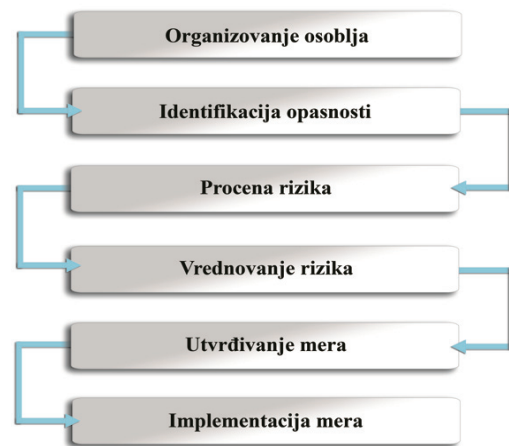 Organizovanje osoblja
Identifikacija opasnosti
Procena rizika
Vrednovanje rizika
Utvrđivanje mera
Implementacija mera